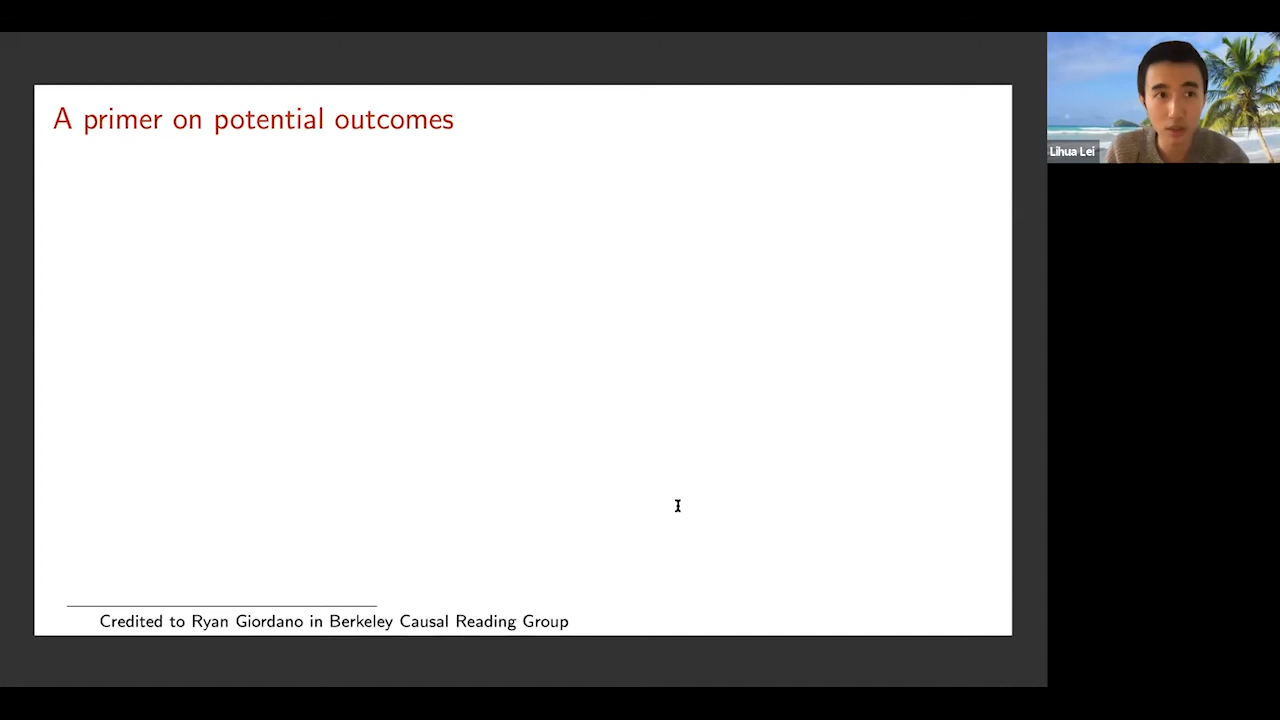 A primer on potential outcomes
Lihua Lei
Credited to Ryan Giordano in Berkeley Causal Reading Group